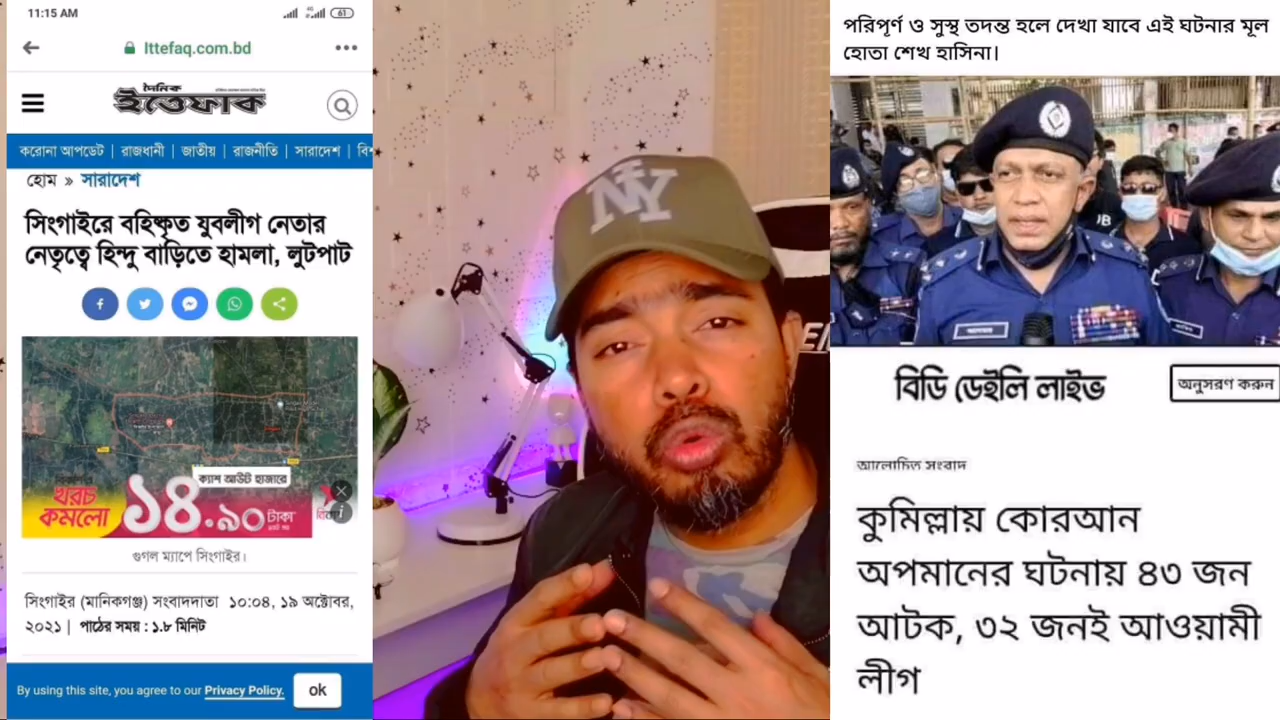 11:15 AM
4G
61
Ittefaq.com.bd
দৈনিক
ইত্তেফাক
করোনা আপডেট | রাজধানী | জাতীয় | রাজনীতি | সারাদেশ |
হোম » সারাদেশ
সিংগাইরে বহিষ্কৃত যুবলীগ নেতার
নেতৃত্বে হিন্দু বাড়িতে হামলা, লুটপাট
ক্যাশ আউট হাজারে
খরচ
কমলো
১৪.৯০ টাকা
গুগল ম্যাপে সিংগাইর।
সিংগাইর (মানিকগঞ্জ) সংবাদদাতা ১০:০৪, ১৯ অক্টোবর,
২০২১ | পাঠের সময় : ১.৮ মিনিট
By using this site, you agree to our Privacy Policy.
ok
NY
পরিপূর্ণ ও সুস্থ তদন্ত হলে দেখা যাবে এই ঘটনার মূল
হোতা শেখ হাসিনা।
বিডি ডেইলি লাইভ
অনুসরণ করুন
আলোচিত সংবাদ
কুমিল্লায় কোরআন
অপমানের ঘটনায় ৪৩ জন
আটক, ৩২ জনই আওয়ামী
লীগ